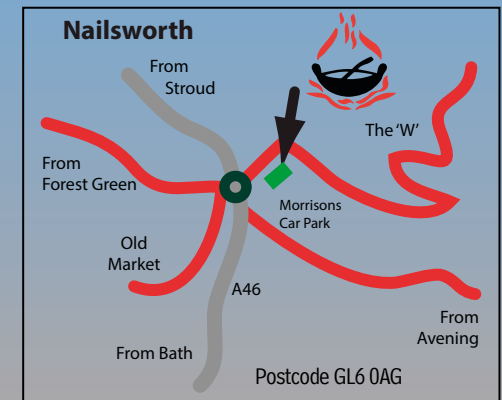 Nailsworth
From
Stroud
The 'W'
From
Forest Green
Morrisons
Car Park
Old
Market
A46
From
Avening
From Bath
Postcode GL6 0AG